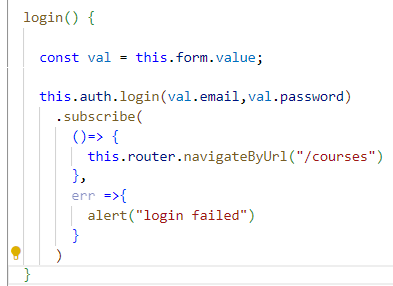 login() {
const val = this.form.value;
this.auth.login(val.email,val.password)
.subscribe(
()=> {
this.router.navigateByUrl("/courses")
},
err =>{
alert("login failed")
}
)
}